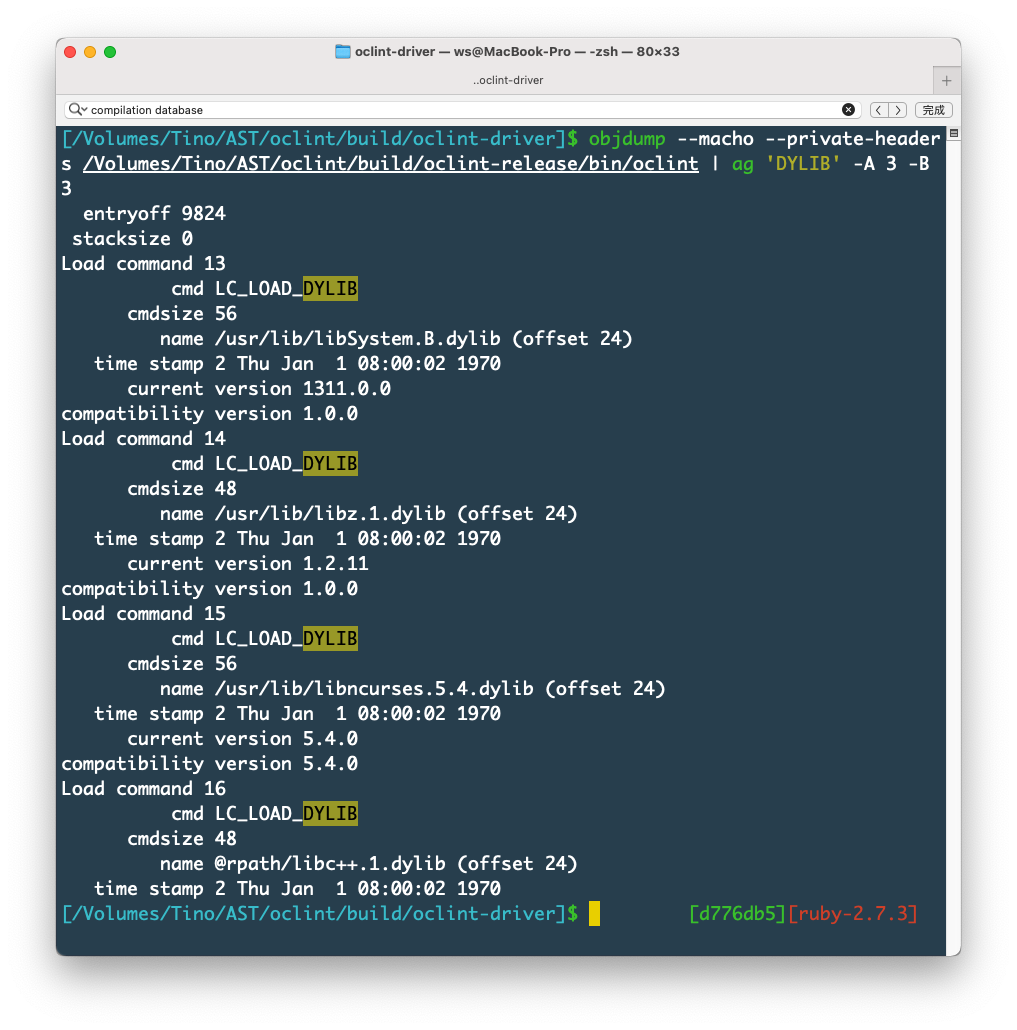 oclint-driver — ws@MacBook-Pro — -zsh — 80×33
..oclint-driver
compilation database
完成
[/Volumes/Tino/AST/oclint/build/oclint-driver]$ objdump --macho --private-header
s /Volumes/Tino/AST/oclint/build/oclint-release/bin/oclint | ag 'DYLIB' -A 3 -B
3
  entryoff 9824
 stacksize 0
Load command 13
          cmd LC_LOAD_DYLIB
      cmdsize 56
         name /usr/lib/libSystem.B.dylib (offset 24)
   time stamp 2 Thu Jan  1 08:00:02 1970
      current version 1311.0.0
compatibility version 1.0.0
Load command 14
          cmd LC_LOAD_DYLIB
      cmdsize 48
         name /usr/lib/libz.1.dylib (offset 24)
   time stamp 2 Thu Jan  1 08:00:02 1970
      current version 1.2.11
compatibility version 1.0.0
Load command 15
          cmd LC_LOAD_DYLIB
      cmdsize 56
         name /usr/lib/libncurses.5.4.dylib (offset 24)
   time stamp 2 Thu Jan  1 08:00:02 1970
      current version 5.4.0
compatibility version 5.4.0
Load command 16
          cmd LC_LOAD_DYLIB
      cmdsize 48
         name @rpath/libc++.1.dylib (offset 24)
   time stamp 2 Thu Jan  1 08:00:02 1970
[/Volumes/Tino/AST/oclint/build/oclint-driver]$ [d776db5][ruby-2.7.3]